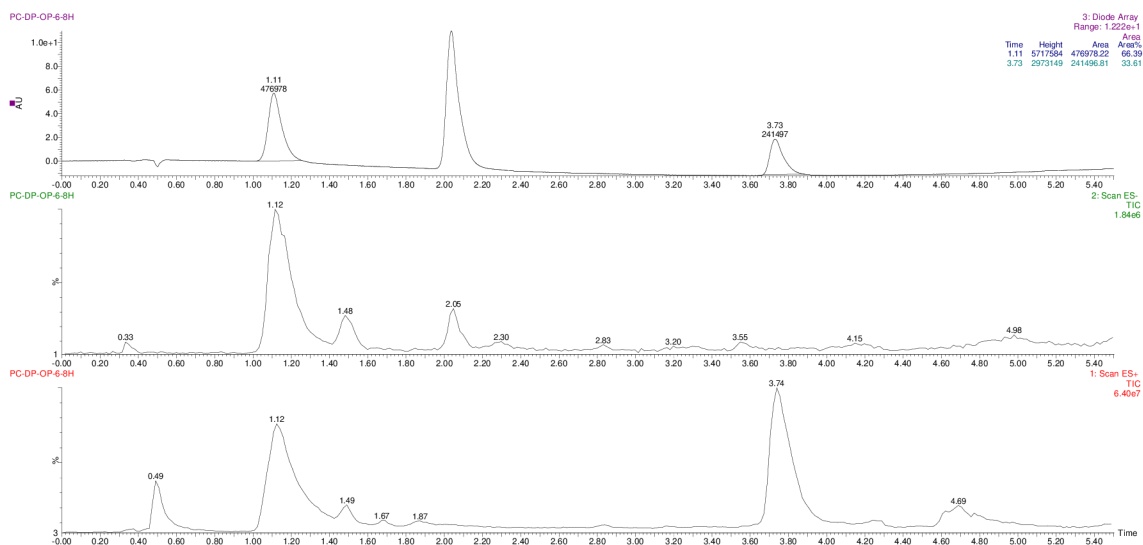 PC-DP-OP-6-8H
3: Diode Array
Range: 1.222e+1
Area
Time Height Area Area%
1.11 5717584 476978.22 66.39
3.73 2973149 241496.81 33.61
AU
1.0e+1
8.0
6.0
4.0
2.0
0.0
1.11
476978
3.73
241497
-0.00 0.20 0.40 0.60 0.80 1.00 1.20 1.40 1.60 1.80 2.00 2.20 2.40 2.60 2.80 3.00 3.20 3.40 3.60 3.80 4.00 4.20 4.40 4.60 4.80 5.00 5.20 5.40
PC-DP-OP-6-8H
2: Scan ES-
TIC
1.84e6
%
1
0.33
1.12
1.48
2.05
2.30
2.83
3.20
3.55
4.15
4.98
-0.00 0.20 0.40 0.60 0.80 1.00 1.20 1.40 1.60 1.80 2.00 2.20 2.40 2.60 2.80 3.00 3.20 3.40 3.60 3.80 4.00 4.20 4.40 4.60 4.80 5.00 5.20 5.40
PC-DP-OP-6-8H
1: Scan ES+
TIC
6.40e7
%
3
0.49
1.12
1.49
1.67
1.87
3.74
4.69
-0.00 0.20 0.40 0.60 0.80 1.00 1.20 1.40 1.60 1.80 2.00 2.20 2.40 2.60 2.80 3.00 3.20 3.40 3.60 3.80 4.00 4.20 4.40 4.60 4.80 5.00 5.20 5.40
Time